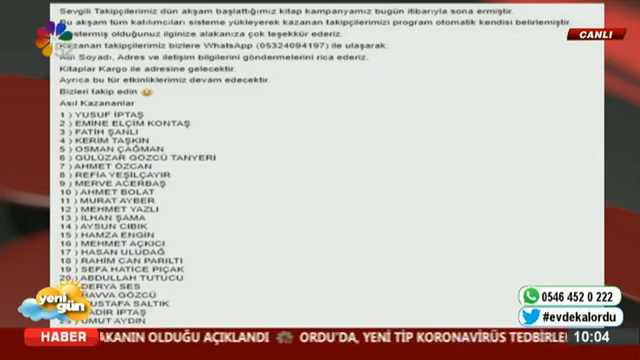 Sevgili Takipçilerimiz dün akşam başlattığımız kitap kampanyamız bugün itibarıyla sona ermiştir.
Bu akşam tüm katılımcıları sisteme yükleyerek kazanan takipçilerimizi program otomatik kendisi belirlemiştir.
östermiş olduğunuz ilginize alakanıza çok teşekkür ederiz.
Kazanan takipçilerimiz bizlere WhatsApp (05324094197) ile ulaşarak;
Adı Soyadı, Adres ve iletişim bilgilerini göndermelerini rica ederiz.
Kitaplar Kargo ile adresine gelecektir.
Ayrıca bu tür etkinliklerimiz devam edecektir.
Bizleri takip edin
Asıl Kazananlar
1 ) YUSUF İPTAŞ
2 ) EMİNE ELÇİM KONTAŞ
3 ) FATİH ŞANLI
4 ) KERİM TAŞKIN
5 ) OSMAN ÇAĞMAN
6 ) GÜLÜZAR GÖZCÜ TANYERİ
7 ) AHMET ÖZCAN
8 ) REFİA YEŞİLÇAYIR
9 ) MERVE ACERBAŞ
10 ) AHMET BOLAT
11 ) MURAT AYBER
12 ) MEHMET YAZLI
13 ) İLHAN ŞAMA
14 ) AYSUN CIBIK
15 ) HAMZA ENGİN
16 ) MEHMET AÇKICI
17 ) HASAN ULUDAĞ
18 ) RAHİM CAN PARILTI
19 ) SEFA HATİCE PIÇAK
20 ) ABDULLAH TUTUCU
DERYA SES
HAVVA GÖZCÜ
MUSTAFA SALTIK
KADİR İPTAŞ
25 ) UMUT AYDIN
52
CANLI
yeni
gün
0546 452 0 222
#evdekalordu
HABER
AKANIN OLDUĞU AÇIKLANDI ORDU'DA, YENİ TİP KORONAVİRÜS TEDBİRLE
10:04